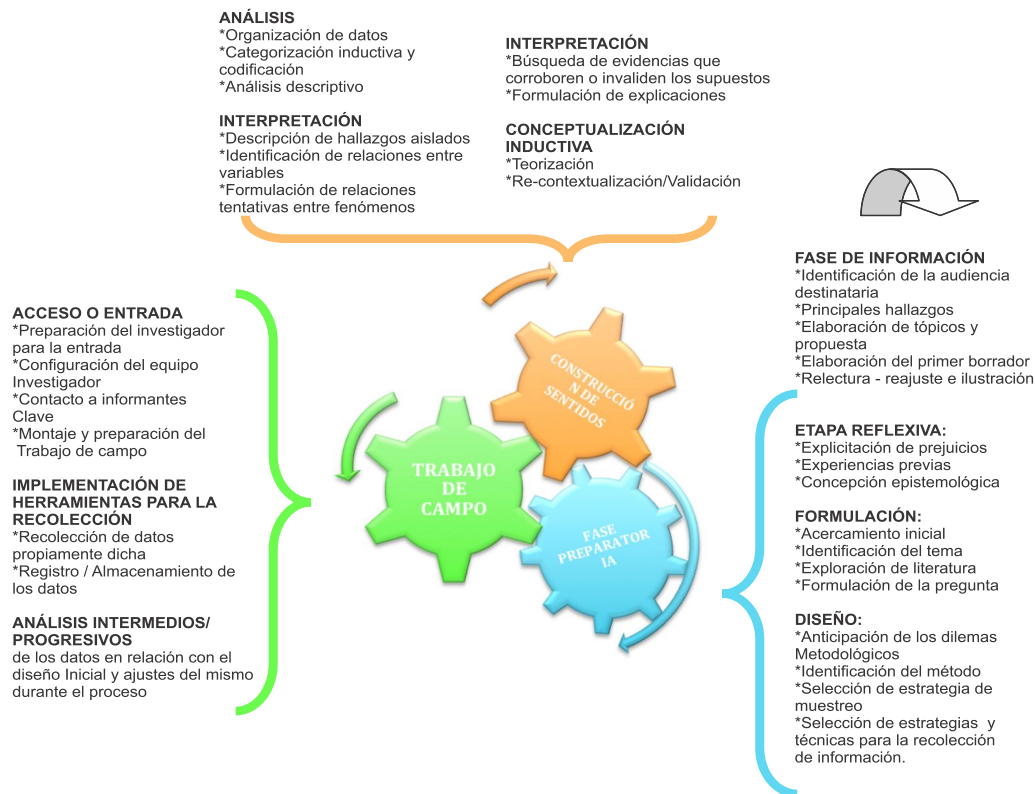 ANÁLISIS
*Organización de datos
*Categorización inductiva y
codificación
*Análisis descriptivo
INTERPRETACIÓN
*Descripción de hallazgos aislados
*Identificación de relaciones entre
variables
*Formulación de relaciones
tentativas entre fenómenos
INTERPRETACIÓN
*Búsqueda de evidencias que
corroboren o invaliden los supuestos
*Formulación de explicaciones
CONCEPTUALIZACIÓN
INDUCTIVA
*Teorización
*Re-contextualización/Validación
ACCESO O ENTRADA
*Preparación del investigador
para la entrada
*Configuración del equipo
Investigador
*Contacto a informantes
Clave
*Montaje y preparación del
Trabajo de campo
IMPLEMENTACIÓN DE
HERRAMIENTAS PARA LA
RECOLECCIÓN
*Recolección de datos
propiamente dicha
*Registro / Almacenamiento de
los datos
ANÁLISIS INTERMEDIOS/
PROGRESIVOS
de los datos en relación con el
diseño Inicial y ajustes del mismo
durante el proceso
CONSTRUCCIÓ
N DE
SENTIDOS
TRABAJO
DE
CAMPO
FASE
PREPARATOR
IA
FASE DE INFORMACIÓN
*Identificación de la audiencia
destinataria
*Principales hallazgos
*Elaboración de tópicos y
propuesta
*Elaboración del primer borrador
*Relectura - reajuste e ilustración
ETAPA REFLEXIVA:
*Explicitación de prejuicios
*Experiencias previas
*Concepción epistemológica
FORMULACIÓN:
*Acercamiento inicial
*Identificación del tema
*Exploración de literatura
*Formulación de la pregunta
DISEÑO:
*Anticipación de los dilemas
Metodológicos
*Identificación del método
*Selección de estrategia de
muestreo
*Selección de estrategias y
técnicas para la recolección
de información.